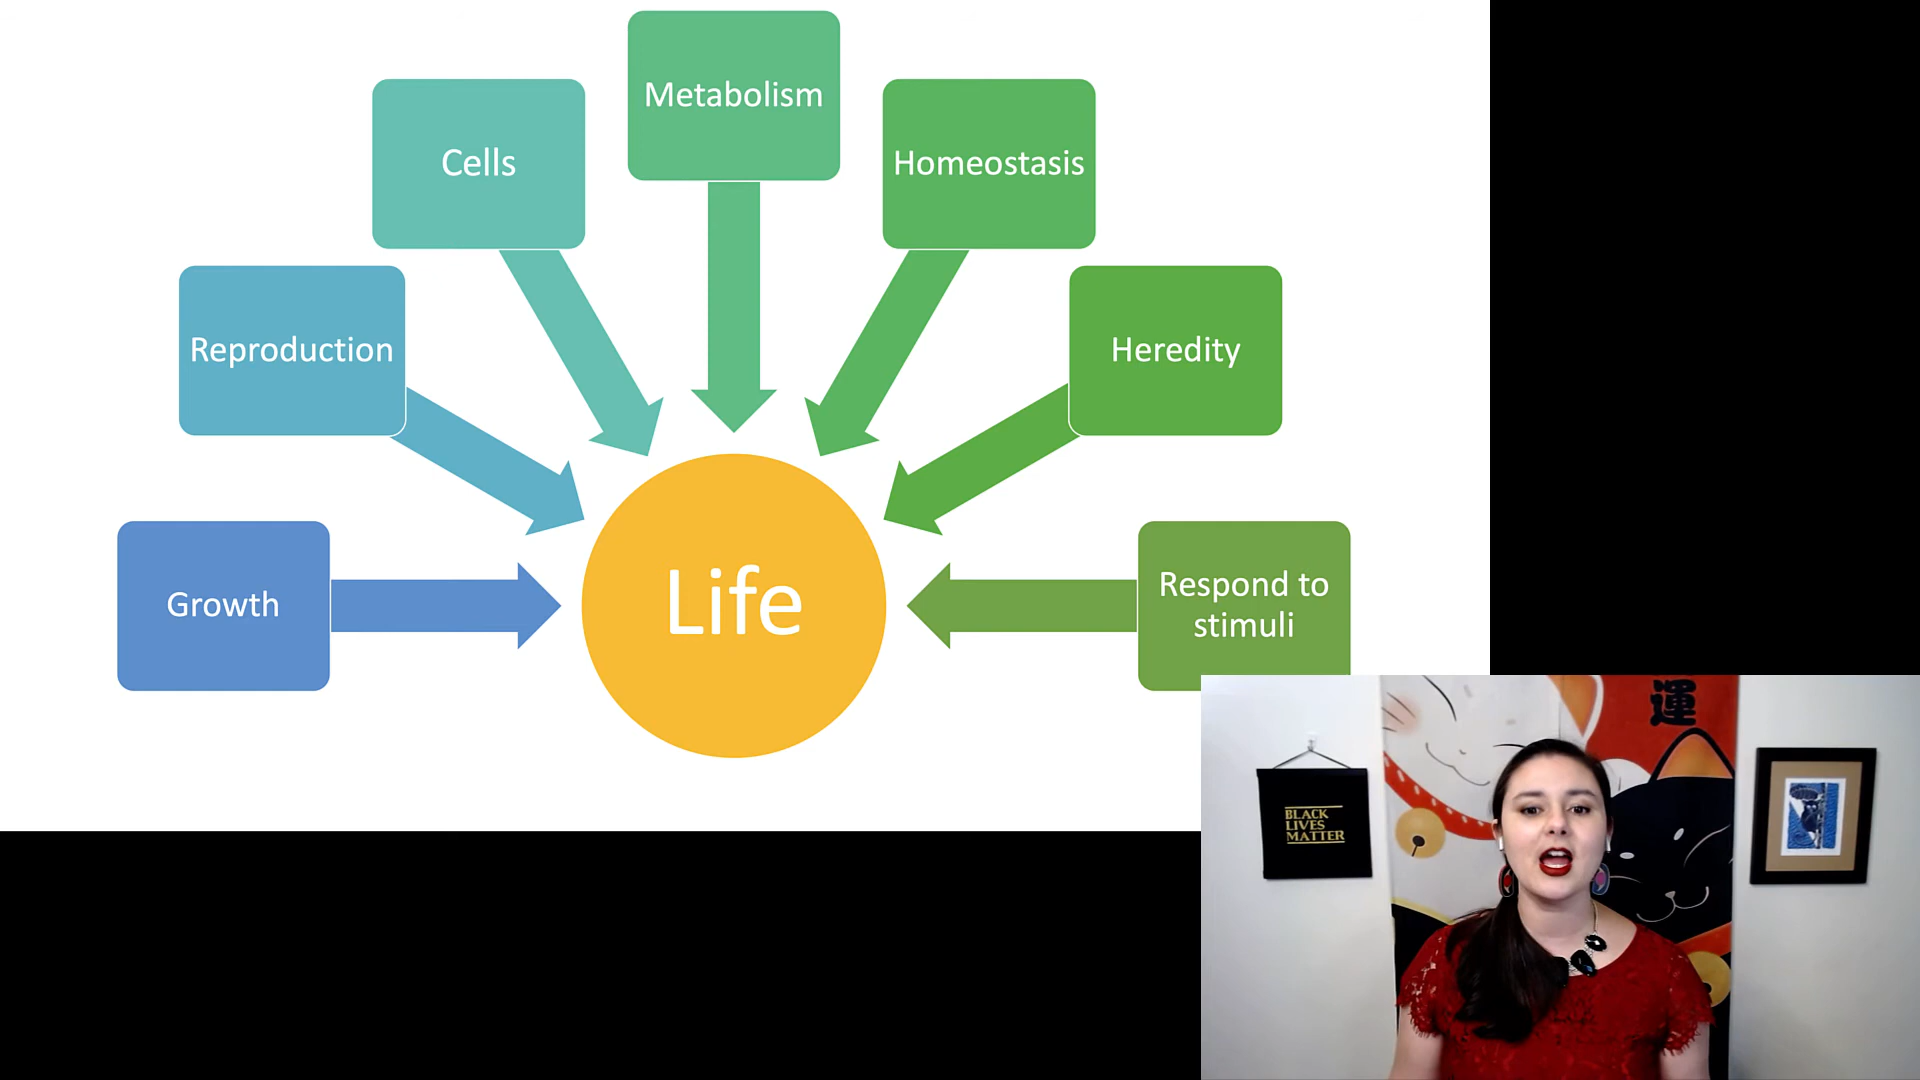 Metabolism
Cells
Homeostasis
Reproduction
Heredity
Growth
Life
Respond to
stimuli
運
BLACK
LIVES
MATTER